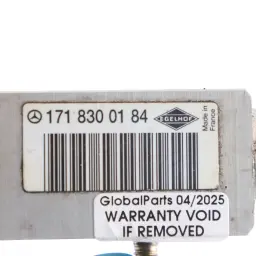 171 830 01 84
EGELHOF
Made in
France
GlobalParts 04/2025
WARRANTY VOID
IF REMOVED